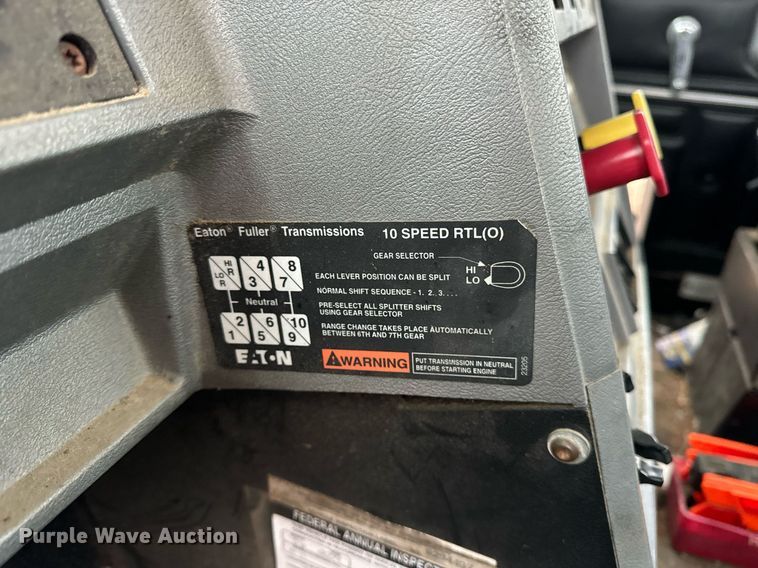 Eaton® Fuller® Transmissions 10 SPEED RTL(O)
GEAR SELECTOR
HI
LO
HI R 4 8
LO R 3 7
EACH LEVER POSITION CAN BE SPLIT
NORMAL SHIFT SEQUENCE - 1, 2, 3, . . .
Neutral
PRE-SELECT ALL SPLITTER SHIFTS
USING GEAR SELECTOR
2 6 10
1 5 9
RANGE CHANGE TAKES PLACE AUTOMATICALLY
BETWEEN 6TH AND 7TH GEAR
EATON
WARNING
PUT TRANSMISSION IN NEUTRAL
BEFORE STARTING ENGINE
23205
FEDERAL ANNUAL INSPEC
Purple Wave Auction